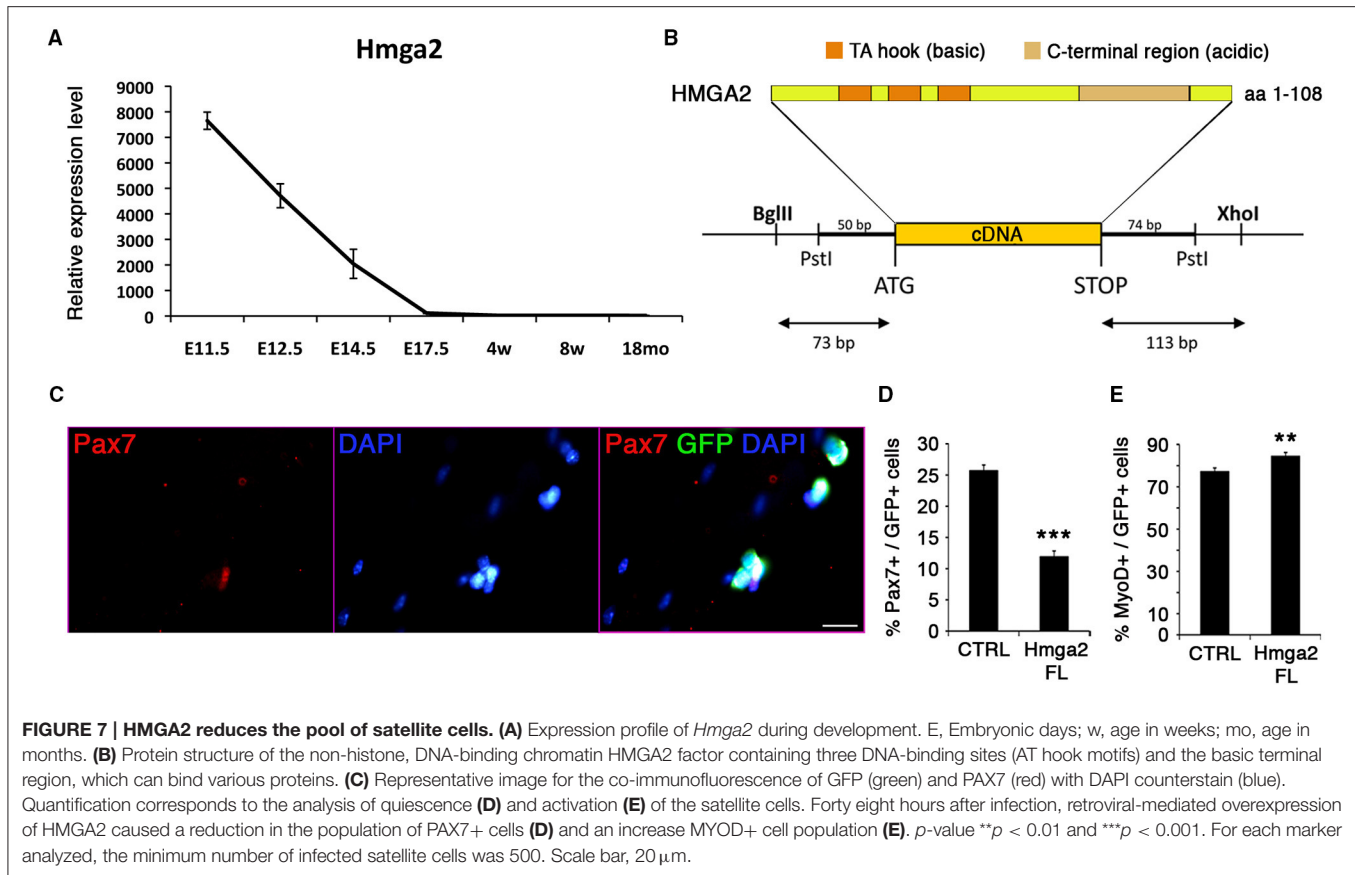 A
Hmga2
Relative expression level
9000
8000
7000
6000
5000
4000
3000
2000
1000
0
E11.5 E12.5 E14.5 E17.5 4w 8w 18mo
B
TA hook (basic) C-terminal region (acidic)
HMGA2 aa 1-108
BglII 50 bp cDNA 74 bp XhoI
PstI PstI
ATG STOP
73 bp 113 bp
C
Pax7 DAPI Pax7 GFP DAPI
D
% Pax7+ / GFP+ cells
30
25
20
15
10
5
0
***
CTRL Hmga2
FL
E
% MyoD+ / GFP+ cells
90
70
50
30
10
0
**
CTRL Hmga2
FL
FIGURE 7 | HMGA2 reduces the pool of satellite cells. (A) Expression profile of Hmga2 during development. E, Embryonic days; w, age in weeks; mo, age in
months. (B) Protein structure of the non-histone, DNA-binding chromatin HMGA2 factor containing three DNA-binding sites (AT hook motifs) and the basic terminal
region, which can bind various proteins. (C) Representative image for the co-immunofluorescence of GFP (green) and PAX7 (red) with DAPI counterstain (blue).
Quantification corresponds to the analysis of quiescence (D) and activation (E) of the satellite cells. Forty eight hours after infection, retroviral-mediated overexpression
of HMGA2 caused a reduction in the population of PAX7+ cells (D) and an increase MYOD+ cell population (E). p-value **p < 0.01 and ***p < 0.001. For each marker
analyzed, the minimum number of infected satellite cells was 500. Scale bar, 20 μm.